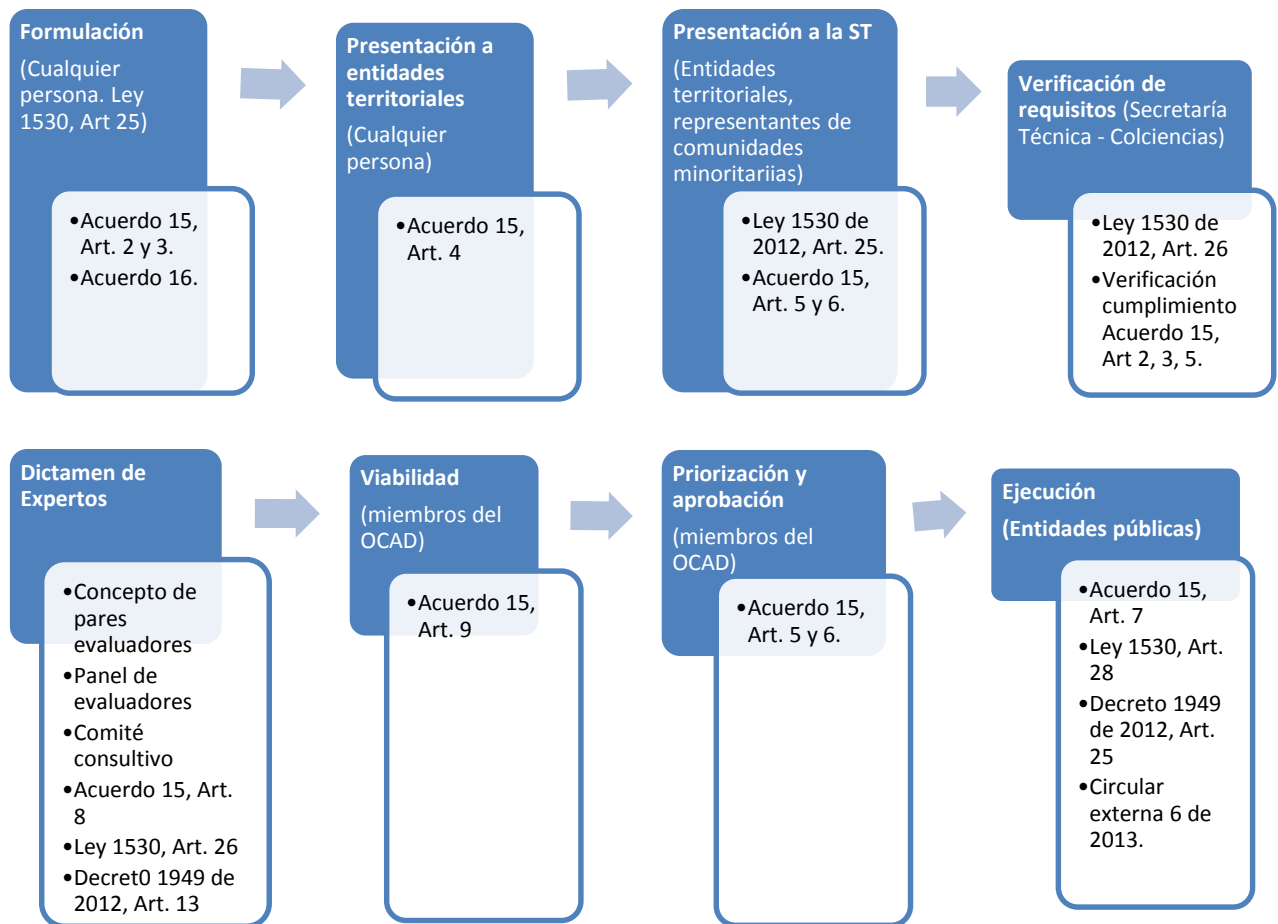 Formulación
(Cualquier
persona. Ley
1530, Art 25)
•Acuerdo 15,
Art. 2 y 3.
•Acuerdo 16.
Presentación a
entidades
territoriales
(Cualquier
persona)
•Acuerdo 15,
Art. 4
Presentación a la ST
(Entidades
territoriales,
representantes de
comunidades
minoritariias)
•Ley 1530 de
2012, Art. 25.
•Acuerdo 15,
Art. 5 y 6.
Verificación de
requisitos (Secretaría
Técnica - Colciencias)
•Ley 1530 de
2012, Art. 26
•Verificación
cumplimiento
Acuerdo 15,
Art 2, 3, 5.
Dictamen de
Expertos
•Concepto de
pares
evaluadores
•Panel de
evaluadores
•Comité
consultivo
•Acuerdo 15, Art.
8
•Ley 1530, Art. 26
•Decret0 1949 de
2012, Art. 13
Viabilidad
(miembros del
OCAD)
•Acuerdo 15,
Art. 9
Priorización y
aprobación
(miembros del
OCAD)
•Acuerdo 15,
Art. 5 y 6.
Ejecución
(Entidades públicas)
•Acuerdo 15,
Art. 7
•Ley 1530, Art.
28
•Decreto 1949
de 2012, Art.
25
•Circular
externa 6 de
2013.